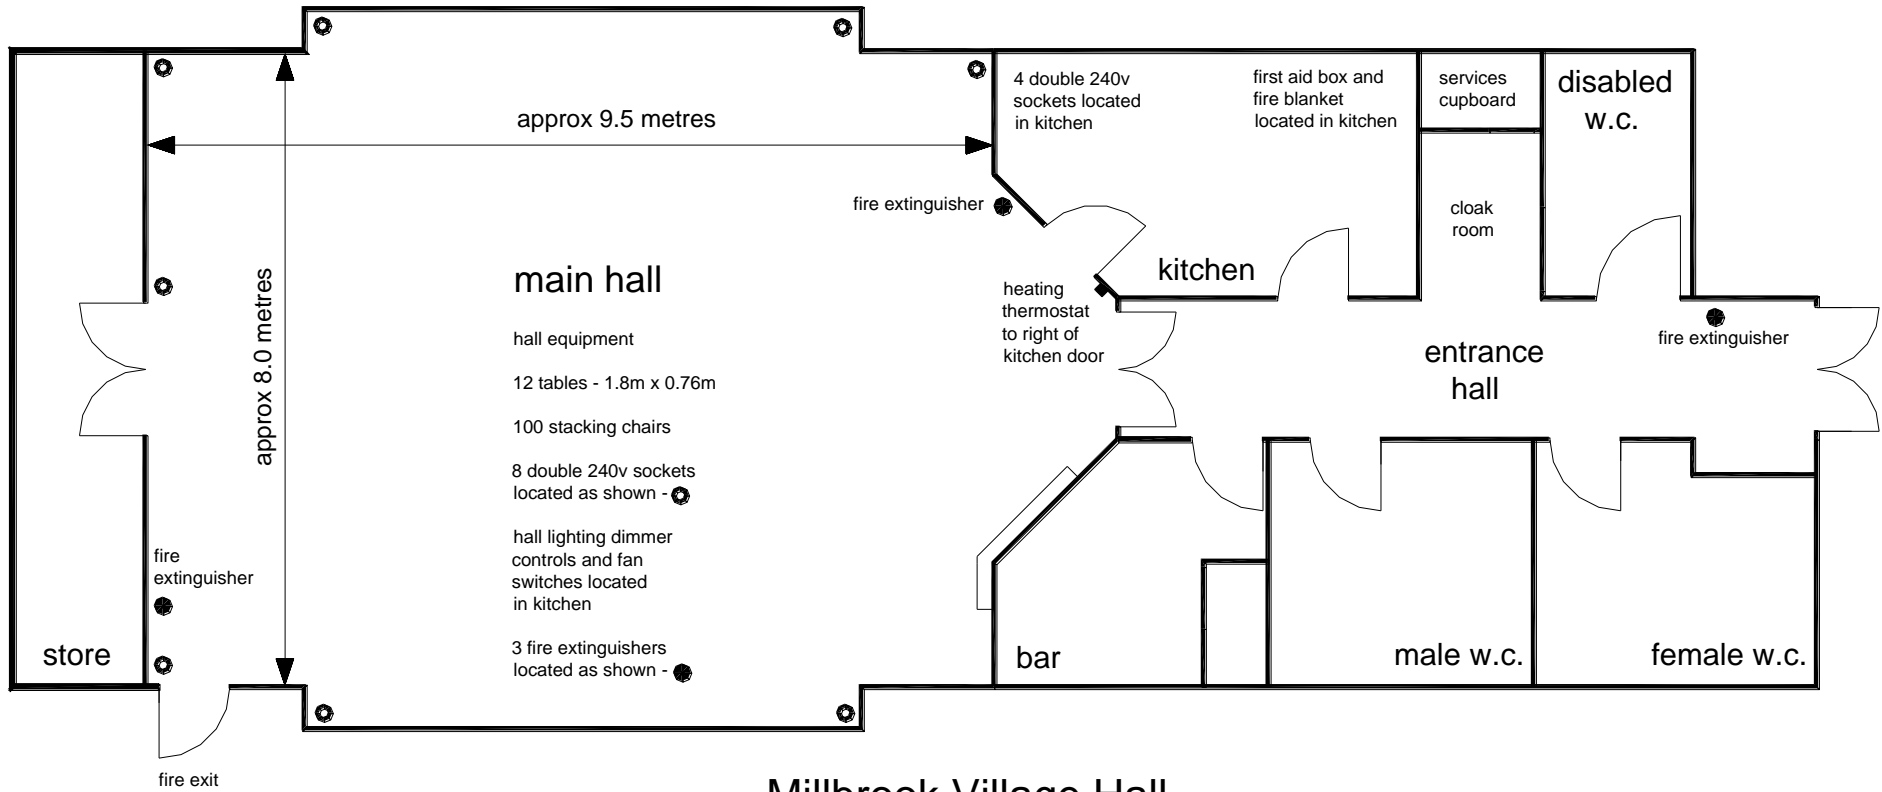 4 double 240v
sockets located
in kitchen
first aid box and
fire blanket
located in kitchen
services
cupboard
disabled
w.c.
approx 9.5 metres
fire extinguisher
cloak
room
kitchen
main hall
approx 8.0 metres
heating
thermostat
to right of
kitchen door
entrance
hall
fire extinguisher
hall equipment
12 tables - 1.8m x 0.76m
100 stacking chairs
8 double 240v sockets
located as shown -
hall lighting dimmer
controls and fan
switches located
in kitchen
3 fire extinguishers
located as shown -
fire
extinguisher
store
bar
male w.c.
female w.c.
fire exit
Millbrook Village Hall